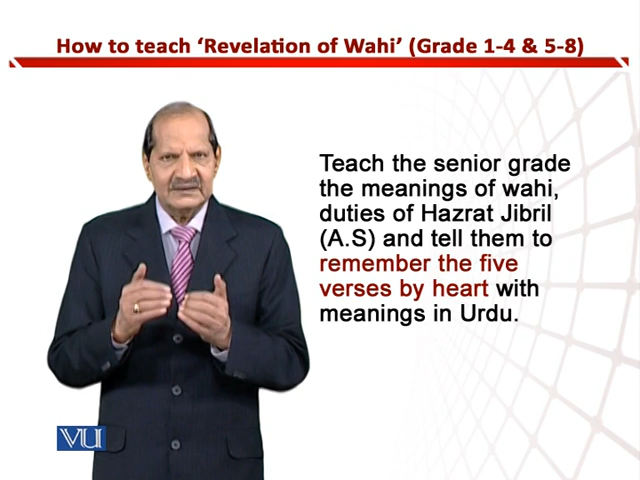 How to teach ‘Revelation of Wahi’ (Grade 1-4 & 5-8)
Teach the senior grade
the meanings of wahi,
duties of Hazrat Jibril
(A.S) and tell them to
remember the five
verses by heart with
meanings in Urdu.
VU